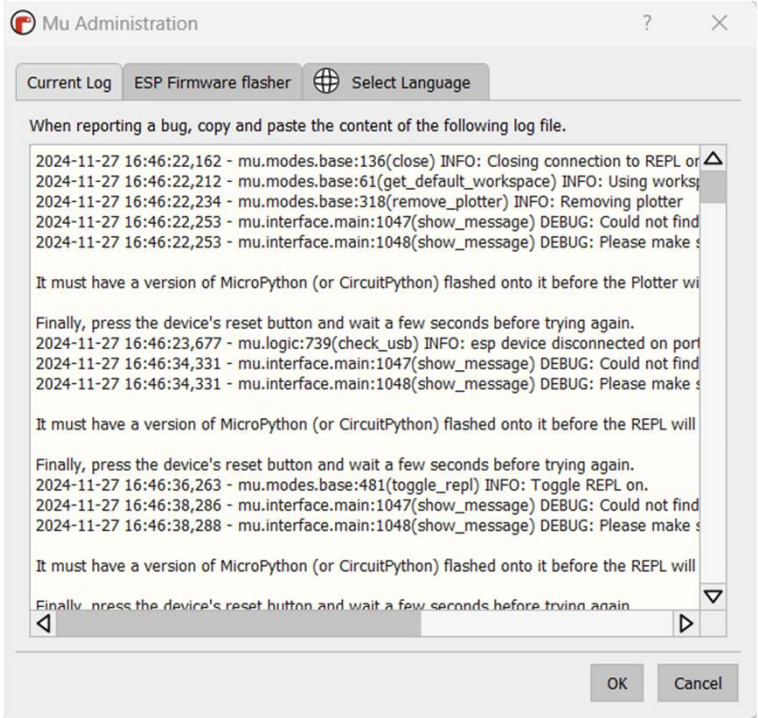 Mu Administration
Current Log
ESP Firmware flasher
Select Language
When reporting a bug, copy and paste the content of the following log file.
2024-11-27 16:46:22,162 - mu.modes.base:136(close) INFO: Closing connection to REPL or
2024-11-27 16:46:22,212 - mu.modes.base:61(get_default_workspace) INFO: Using worksp
2024-11-27 16:46:22,234 - mu.modes.base:318(remove_plotter) INFO: Removing plotter
2024-11-27 16:46:22,253 - mu.interface.main:1047(show_message) DEBUG: Could not find
2024-11-27 16:46:22,253 - mu.interface.main:1048(show_message) DEBUG: Please make s
It must have a version of MicroPython (or CircuitPython) flashed onto it before the Plotter wi
Finally, press the device's reset button and wait a few seconds before trying again.
2024-11-27 16:46:23,677 - mu.logic:739(check_usb) INFO: esp device disconnected on port
2024-11-27 16:46:34,331 - mu.interface.main:1047(show_message) DEBUG: Could not find
2024-11-27 16:46:34,331 - mu.interface.main:1048(show_message) DEBUG: Please make s
It must have a version of MicroPython (or CircuitPython) flashed onto it before the REPL will
Finally, press the device's reset button and wait a few seconds before trying again.
2024-11-27 16:46:36,263 - mu.modes.base:481(toggle_repl) INFO: Toggle REPL on.
2024-11-27 16:46:38,286 - mu.interface.main:1047(show_message) DEBUG: Could not find
2024-11-27 16:46:38,288 - mu.interface.main:1048(show_message) DEBUG: Please make s
It must have a version of MicroPython (or CircuitPython) flashed onto it before the REPL will
Finally, press the device's reset button and wait a few seconds before trying again
OK
Cancel